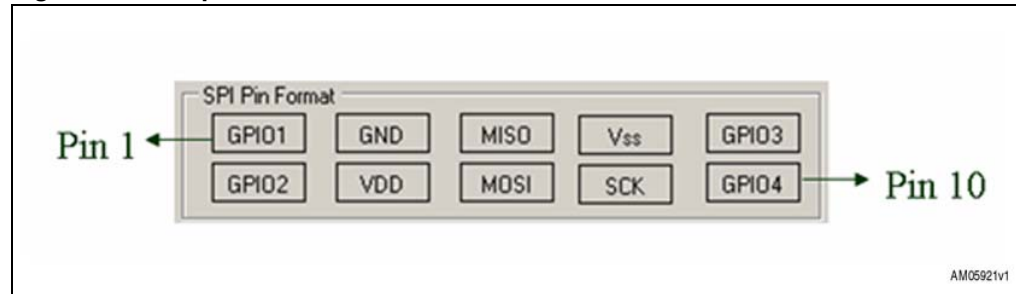 SPI Pin Format
Pin 1 GPIO1 GND MISO Vss GPIO3
GPIO2 VDD MOSI SCK GPIO4 Pin 10
AM05921v1